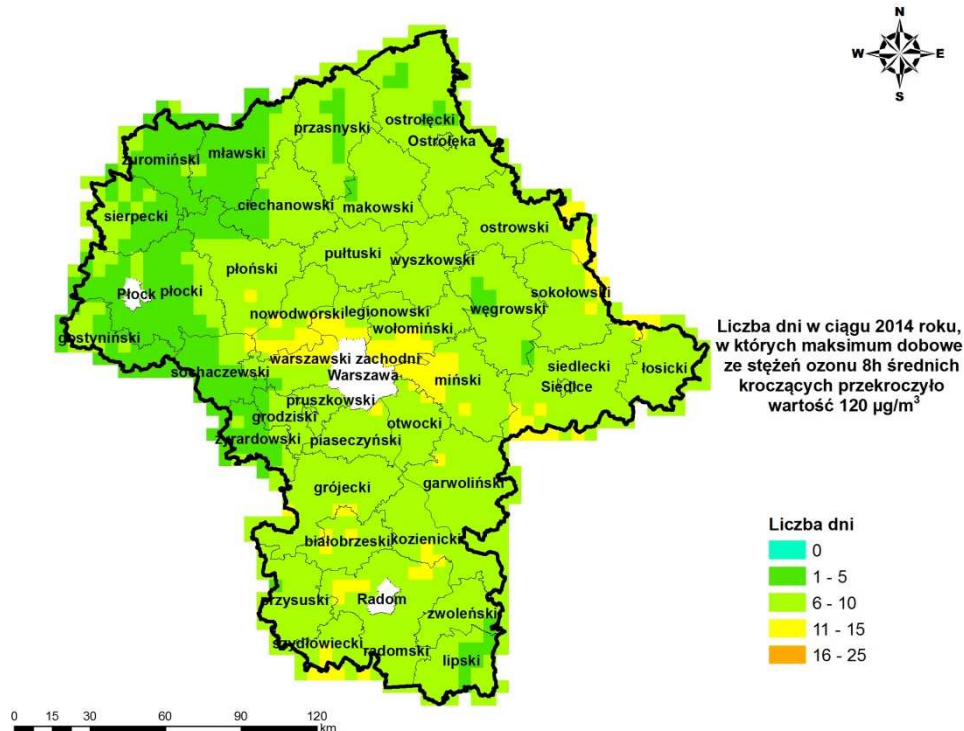 N
W E
S
przasnyski
ostrołęcki
Ostrołęka
żuromiński
mławski
ciechanowski
makowski
sierpecki
ostrowski
pułtuski
wyszkowski
płoński
Płock
płocki
sokołowski
węgrowski
nowodworski
legionowski
wołomiński
gostyniński
warszawski zachodni
Warszawa
sochaczewski
miński
siedlecki
Siedlce
łosicki
pruszkowski
grodziski
otwocki
żyrardowski
piaseczyński
grójecki
garwoliński
białobrzeski
kozienicki
przysuski
Radom
zwoleński
szydłowiecki
radomski
lipski
Liczba dni w ciągu 2014 roku,
w których maksimum dobowe
ze stężeń ozonu 8h średnich
kroczących przekroczyło
wartość 120 µg/m³
Liczba dni
0
1 - 5
6 - 10
11 - 15
16 - 25
0 15 30 60 90 120
km